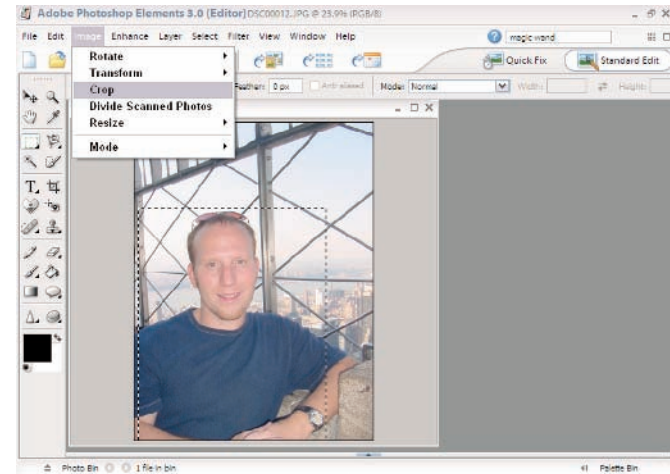 Adobe Photoshop Elements 3.0 (Editor) DSC00012.JPG @ 23.9% (RGB/8)
File Edit Image Enhance Layer Select Filter View Window Help magic wand
Quick Fix Standard Edit
Rotate
Transform
Crop
Divide Scanned Photos
Resize
Mode
Feather: 0 px Anti-aliased Mode: Normal Width: Height:
Photo Bin 1 file in bin Palette Bin